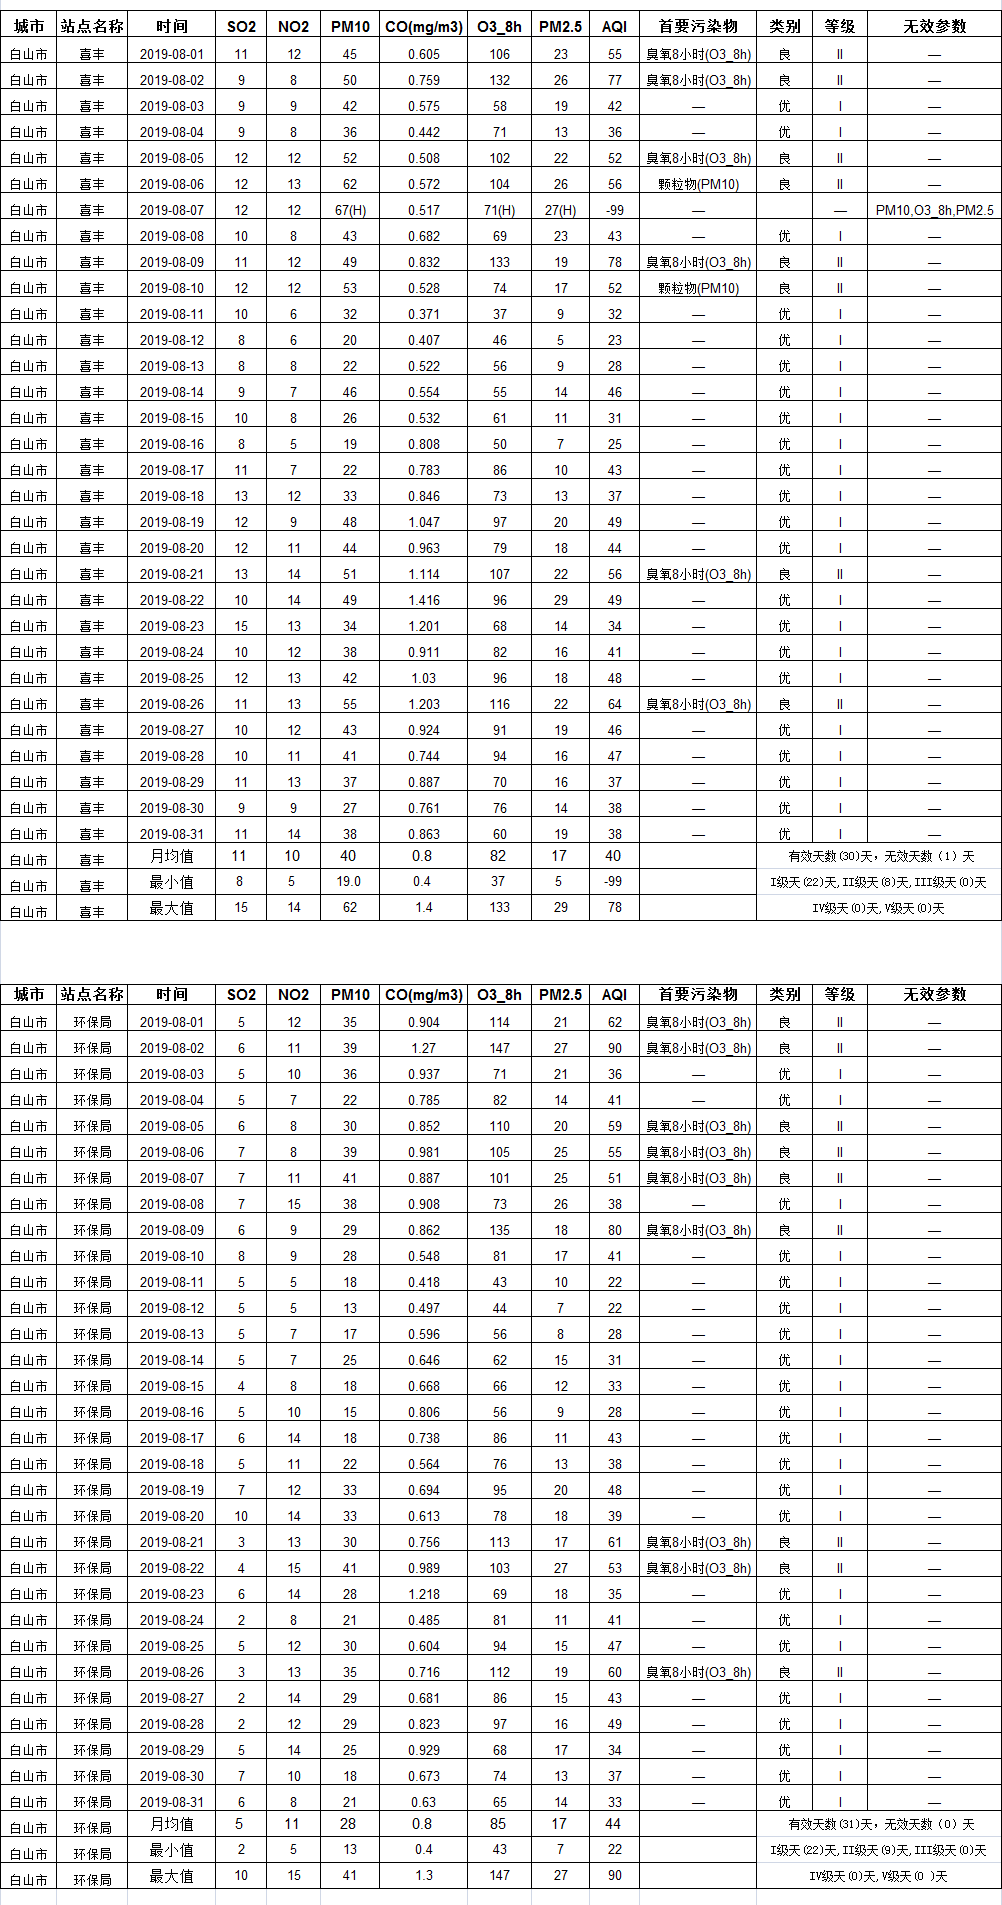 城市 站点名称 时间 SO2 NO2 PM10 CO(mg/m3) O3_8h PM2.5 AQI 首要污染物 类别 等级 无效参数
白山市 喜丰 2019-08-01 11 12 45 0.605 106 23 55 臭氧8小时(O3_8h) 良 II —
白山市 喜丰 2019-08-02 9 8 50 0.759 132 26 77 臭氧8小时(O3_8h) 良 II —
白山市 喜丰 2019-08-03 9 9 42 0.575 58 19 42 — 优 I —
白山市 喜丰 2019-08-04 9 8 36 0.442 71 13 36 — 优 I —
白山市 喜丰 2019-08-05 12 12 52 0.508 102 22 52 臭氧8小时(O3_8h) 良 II —
白山市 喜丰 2019-08-06 12 13 62 0.572 104 26 56 颗粒物(PM10) 良 II —
白山市 喜丰 2019-08-07 12 12 67(H) 0.517 71(H) 27(H) -99 — — PM10,O3_8h,PM2.5
白山市 喜丰 2019-08-08 10 8 43 0.682 69 23 43 — 优 I —
白山市 喜丰 2019-08-09 11 12 49 0.832 133 19 78 臭氧8小时(O3_8h) 良 II —
白山市 喜丰 2019-08-10 12 12 53 0.528 74 17 52 颗粒物(PM10) 良 II —
白山市 喜丰 2019-08-11 10 6 32 0.371 37 9 32 — 优 I —
白山市 喜丰 2019-08-12 8 6 20 0.407 46 5 23 — 优 I —
白山市 喜丰 2019-08-13 8 8 22 0.522 56 9 28 — 优 I —
白山市 喜丰 2019-08-14 9 7 46 0.554 55 14 46 — 优 I —
白山市 喜丰 2019-08-15 10 8 26 0.532 61 11 31 — 优 I —
白山市 喜丰 2019-08-16 8 5 19 0.808 50 7 25 — 优 I —
白山市 喜丰 2019-08-17 11 7 22 0.783 86 10 43 — 优 I —
白山市 喜丰 2019-08-18 13 12 33 0.846 73 13 37 — 优 I —
白山市 喜丰 2019-08-19 12 9 48 1.047 97 20 49 — 优 I —
白山市 喜丰 2019-08-20 12 11 44 0.963 79 18 44 — 优 I —
白山市 喜丰 2019-08-21 13 14 51 1.114 107 22 56 臭氧8小时(O3_8h) 良 II —
白山市 喜丰 2019-08-22 10 14 49 1.416 96 29 49 — 优 I —
白山市 喜丰 2019-08-23 15 13 34 1.201 68 14 34 — 优 I —
白山市 喜丰 2019-08-24 10 12 38 0.911 82 16 41 — 优 I —
白山市 喜丰 2019-08-25 12 13 42 1.03 96 18 48 — 优 I —
白山市 喜丰 2019-08-26 11 13 55 1.203 116 22 64 臭氧8小时(O3_8h) 良 II —
白山市 喜丰 2019-08-27 10 12 43 0.924 91 19 46 — 优 I —
白山市 喜丰 2019-08-28 10 11 41 0.744 94 16 47 — 优 I —
白山市 喜丰 2019-08-29 11 13 37 0.887 70 16 37 — 优 I —
白山市 喜丰 2019-08-30 9 9 27 0.761 76 14 38 — 优 I —
白山市 喜丰 2019-08-31 11 14 38 0.863 60 19 38 — 优 I —
白山市 喜丰 月均值 11 10 40 0.8 82 17 40 有效天数(30)天，无效天数（1）天
白山市 喜丰 最小值 8 5 19.0 0.4 37 5 -99 I级天(22)天,II级天(8)天,III级天(0)天
白山市 喜丰 最大值 15 14 62 1.4 133 29 78 IV级天(0)天,V级天(0)天
城市 站点名称 时间 SO2 NO2 PM10 CO(mg/m3) O3_8h PM2.5 AQI 首要污染物 类别 等级 无效参数
白山市 环保局 2019-08-01 5 12 35 0.904 114 21 62 臭氧8小时(O3_8h) 良 II —
白山市 环保局 2019-08-02 6 11 39 1.27 147 27 90 臭氧8小时(O3_8h) 良 II —
白山市 环保局 2019-08-03 5 10 36 0.937 71 21 36 — 优 I —
白山市 环保局 2019-08-04 5 7 22 0.785 82 14 41 — 优 I —
白山市 环保局 2019-08-05 6 8 30 0.852 110 20 59 臭氧8小时(O3_8h) 良 II —
白山市 环保局 2019-08-06 7 8 39 0.981 105 25 55 臭氧8小时(O3_8h) 良 II —
白山市 环保局 2019-08-07 7 11 41 0.887 101 25 51 臭氧8小时(O3_8h) 良 II —
白山市 环保局 2019-08-08 7 15 38 0.908 73 26 38 — 优 I —
白山市 环保局 2019-08-09 6 9 29 0.862 135 18 80 臭氧8小时(O3_8h) 良 II —
白山市 环保局 2019-08-10 8 9 28 0.548 81 17 41 — 优 I —
白山市 环保局 2019-08-11 5 5 18 0.418 43 10 22 — 优 I —
白山市 环保局 2019-08-12 5 5 13 0.497 44 7 22 — 优 I —
白山市 环保局 2019-08-13 5 7 17 0.596 56 8 28 — 优 I —
白山市 环保局 2019-08-14 5 7 25 0.646 62 15 31 — 优 I —
白山市 环保局 2019-08-15 4 8 18 0.668 66 12 33 — 优 I —
白山市 环保局 2019-08-16 5 10 15 0.806 56 9 28 — 优 I —
白山市 环保局 2019-08-17 6 14 18 0.738 86 11 43 — 优 I —
白山市 环保局 2019-08-18 5 11 22 0.564 76 13 38 — 优 I —
白山市 环保局 2019-08-19 7 12 33 0.694 95 20 48 — 优 I —
白山市 环保局 2019-08-20 10 14 33 0.613 78 18 39 — 优 I —
白山市 环保局 2019-08-21 3 13 30 0.756 113 17 61 臭氧8小时(O3_8h) 良 II —
白山市 环保局 2019-08-22 4 15 41 0.989 103 27 53 臭氧8小时(O3_8h) 良 II —
白山市 环保局 2019-08-23 6 14 28 1.218 69 18 35 — 优 I —
白山市 环保局 2019-08-24 2 8 21 0.485 81 11 41 — 优 I —
白山市 环保局 2019-08-25 5 12 30 0.604 94 15 47 — 优 I —
白山市 环保局 2019-08-26 3 13 35 0.716 112 19 60 臭氧8小时(O3_8h) 良 II —
白山市 环保局 2019-08-27 2 14 29 0.681 86 15 43 — 优 I —
白山市 环保局 2019-08-28 2 12 29 0.823 97 16 49 — 优 I —
白山市 环保局 2019-08-29 5 14 25 0.929 68 17 34 — 优 I —
白山市 环保局 2019-08-30 7 10 18 0.673 74 13 37 — 优 I —
白山市 环保局 2019-08-31 6 8 21 0.63 65 14 33 — 优 I —
白山市 环保局 月均值 5 11 28 0.8 85 17 44 有效天数(31)天，无效天数（0）天
白山市 环保局 最小值 2 5 13 0.4 43 7 22 I级天(22)天,II级天(9)天,III级天(0)天
白山市 环保局 最大值 10 15 41 1.3 147 27 90 IV级天(0)天,V级天(0 )天